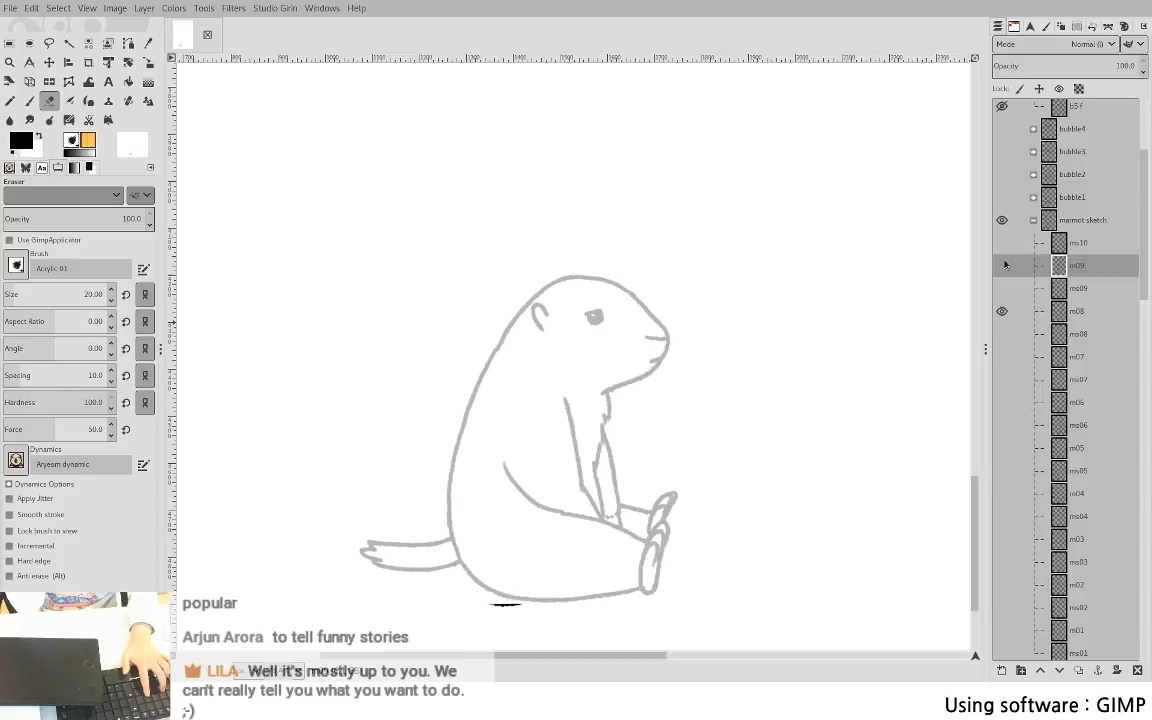 File Edit Select View Image Layer Colors Tools Filters Studio Girin Windows Help
Mode Normal (l)
Opacity 100.0
Lock:
b5 f
bubble4
bubble3
bubble2
bubble1
marmot sketch
ms10
m09
ms09
m08
ms08
m07
ms07
m06
ms06
m05
ms05
m04
ms04
m03
ms03
m02
ms02
m01
ms01
Eraser
Opacity 100.0
Use GimpApplicator
Brush
Acrylic 01
Size 20.00
Aspect Ratio 0.00
Angle 0.00
Spacing 10.0
Hardness 100.0
Force 50.0
Dynamics
Aryeom dynamic
Dynamics Options
Apply Jitter
Smooth stroke
Lock brush to view
Incremental
Hard edge
Anti erase (Alt)
popular
Arjun Arora to tell funny stories
LILA Well it's mostly up to you. We
can't really tell you what you want to do.
;-)
Using software : GIMP